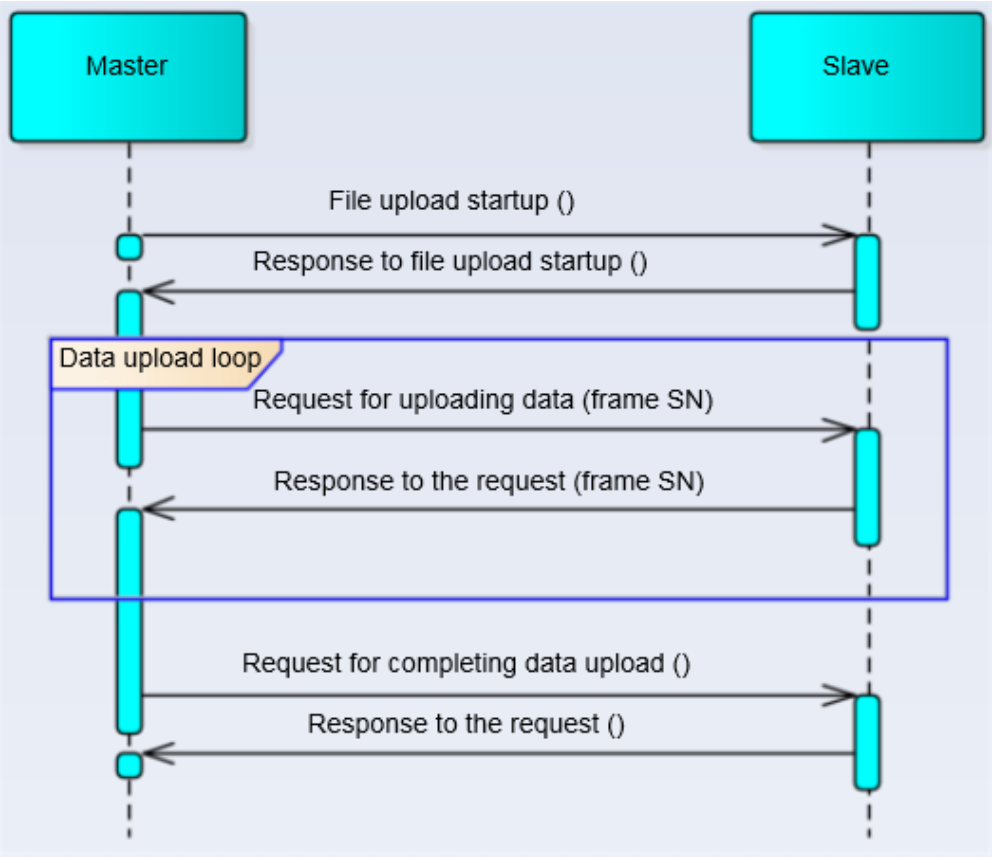 Master
Slave
File upload startup ()
Response to file upload startup ()
Data upload loop
Request for uploading data (frame SN)
Response to the request (frame SN)
Request for completing data upload ()
Response to the request ()